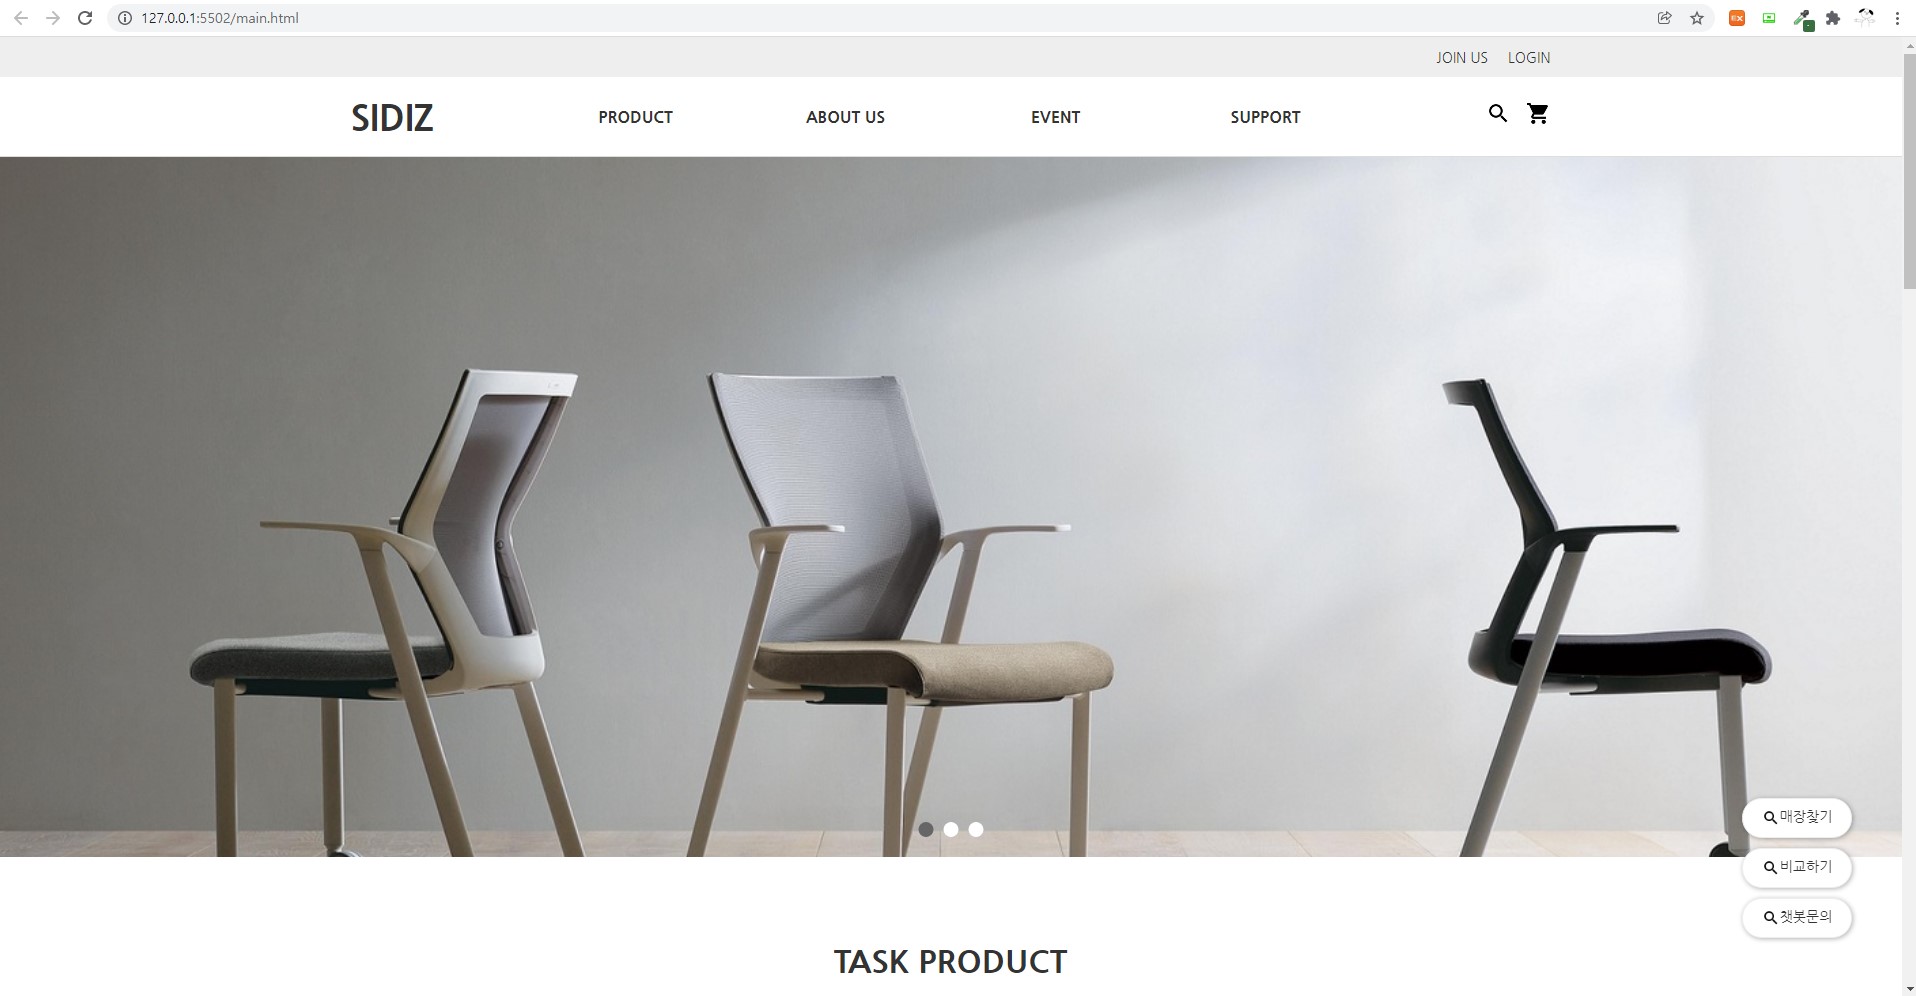 127.0.0.1:5502/main.html
JOIN US LOGIN
SIDIZ PRODUCT ABOUT US EVENT SUPPORT
매장찾기
비교하기
챗봇문의
TASK PRODUCT